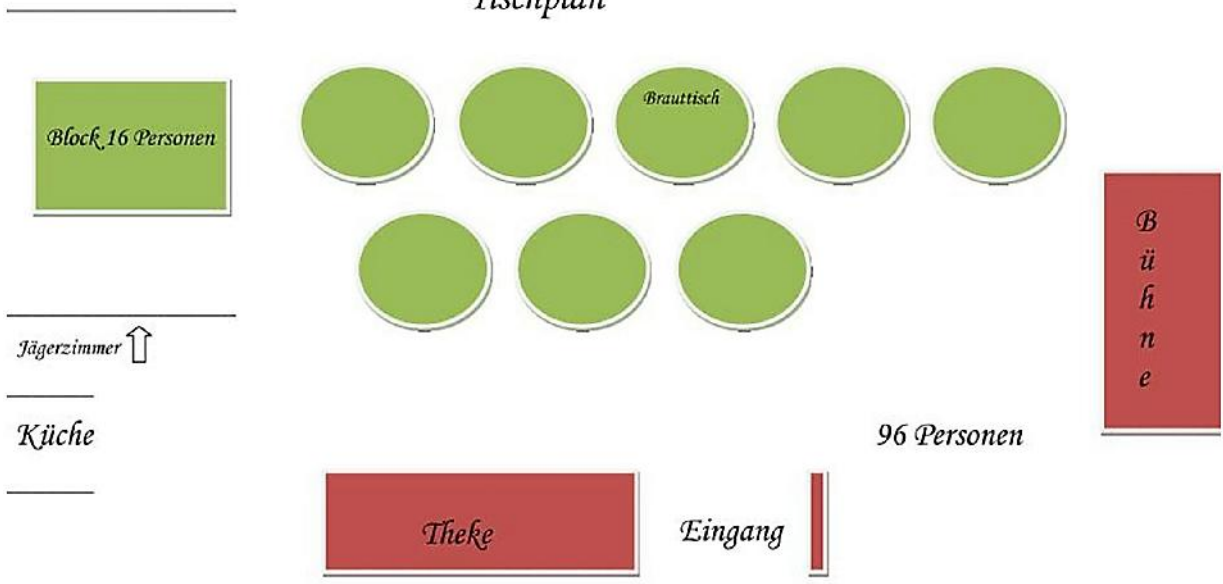 Tischplan
Brauttisch
Block 16 Personen
B
ü
h
n
e
Jägerzimmer
Küche
96 Personen
Theke
Eingang